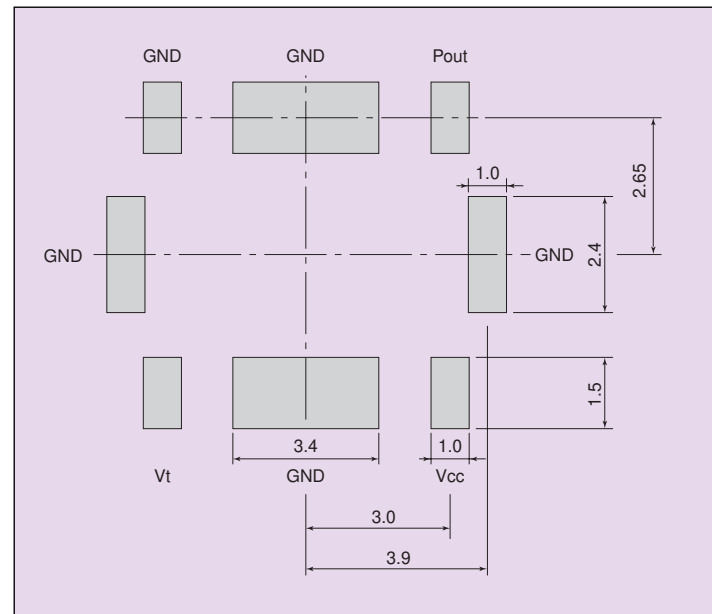 GND GND Pout
1.0
2.65
GND GND
2.4
1.5
3.4 1.0
Vt GND Vcc
3.0
3.9